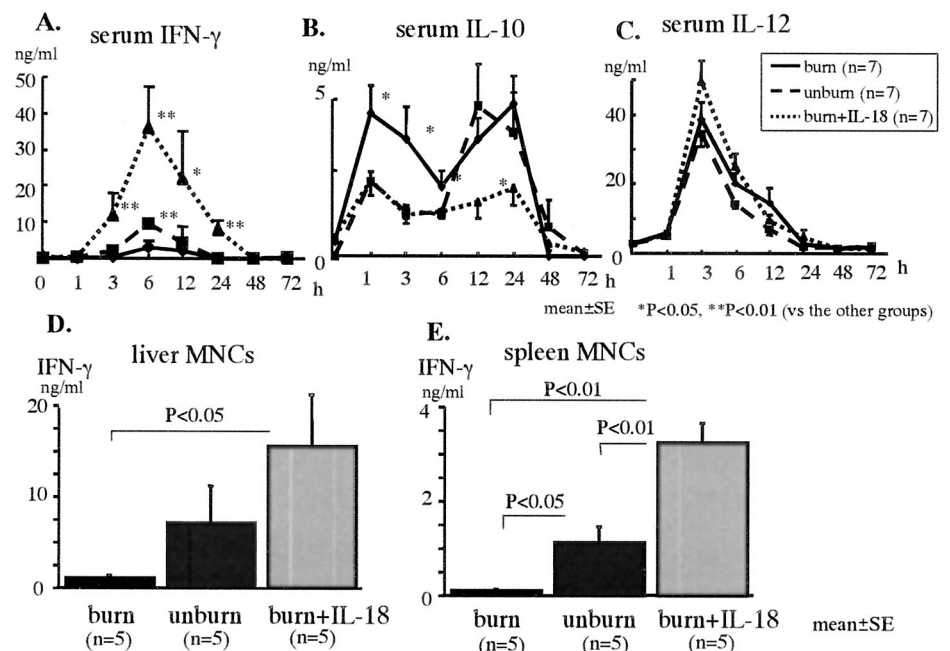 A.
serum IFN-γ
ng/ml
50
40
30
20
10
0
** ** ** * **
0 1 3 6 12 24 48 72 h
B.
serum IL-10
ng/ml
5
0
* * * *
1 3 6 12 24 48 72 h
mean±SE
C.
serum IL-12
ng/ml
40
20
0
1 3 6 12 24 48 72 h
burn (n=7)
unburn (n=7)
burn+IL-18 (n=7)
*P<0.05, **P<0.01 (vs the other groups)
D.
liver MNCs
IFN-γ
ng/ml
20
10
0
P<0.05
burn unburn burn+IL-18
(n=5) (n=5) (n=5)
E.
spleen MNCs
IFN-γ
ng/ml
4
2
0
P<0.01
P<0.01
P<0.05
burn unburn burn+IL-18
(n=5) (n=5) (n=5)
mean±SE